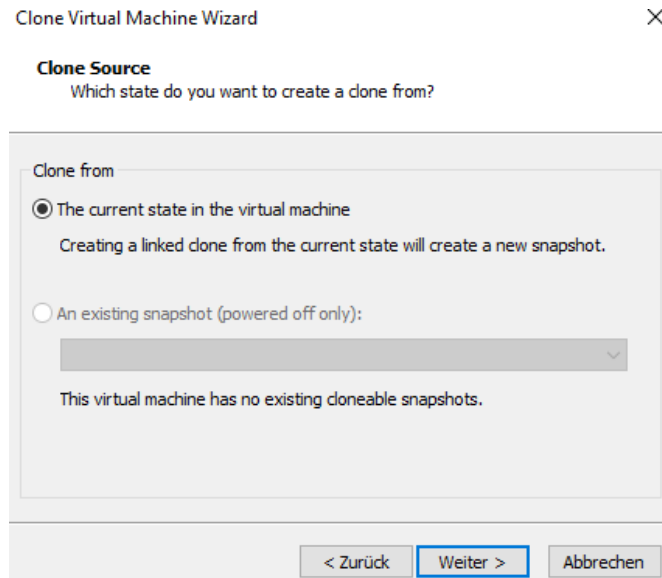 Clone Virtual Machine Wizard
Clone Source
Which state do you want to create a clone from?
Clone from
The current state in the virtual machine
Creating a linked clone from the current state will create a new snapshot.
An existing snapshot (powered off only):
This virtual machine has no existing cloneable snapshots.
< Zurück Weiter > Abbrechen